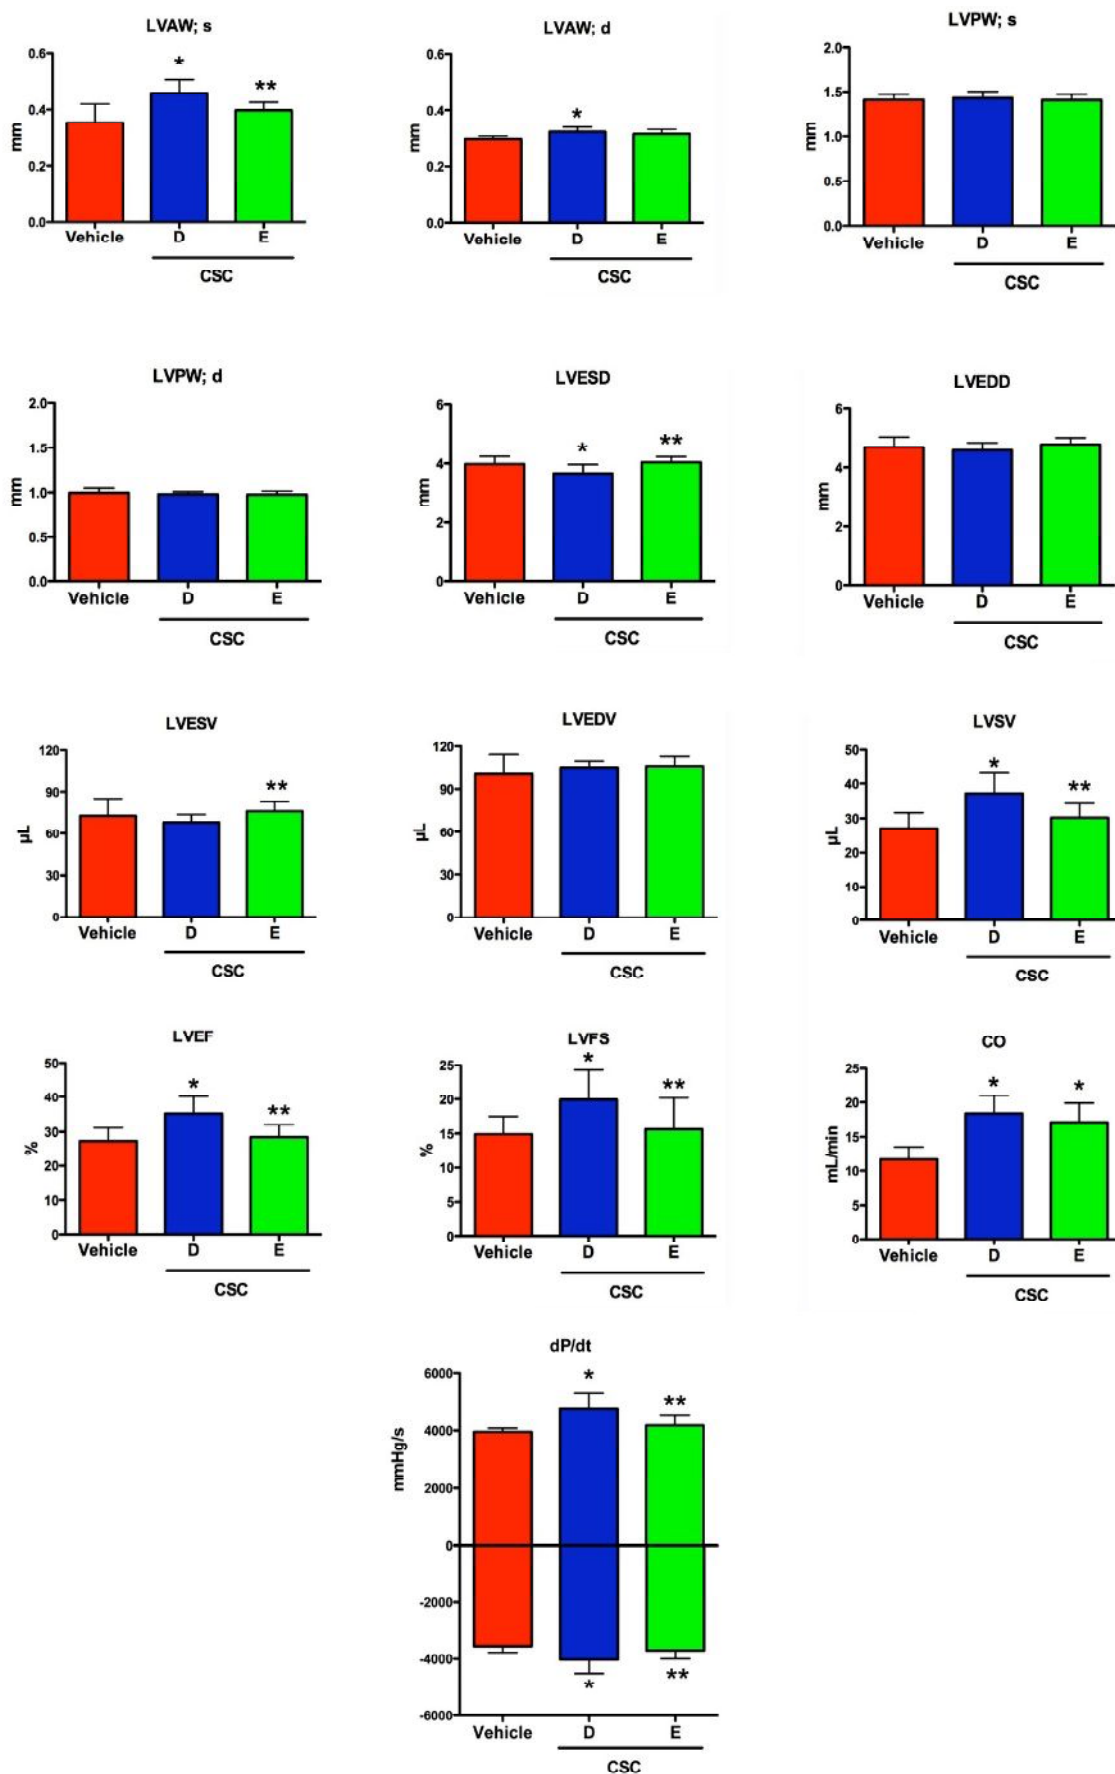 LVAW; s
0.6
0.4
0.2
0.0
mm
*
**
Vehicle D E
CSC
LVAW; d
0.6
0.4
0.2
0.0
mm
*
Vehicle D E
CSC
LVPW; s
2.0
1.5
1.0
0.5
0.0
mm
Vehicle D E
CSC
LVPW; d
2.0
1.5
1.0
0.5
0.0
mm
Vehicle D E
CSC
LVESD
6
4
2
0
mm
*
**
Vehicle D E
CSC
LVEDD
6
4
2
0
mm
Vehicle D E
CSC
LVESV
120
90
60
30
0
µL
**
Vehicle D E
CSC
LVEDV
120
90
60
30
0
µL
Vehicle D E
CSC
LVSV
50
40
30
20
10
0
µL
*
**
Vehicle D E
CSC
LVEF
50
40
30
20
10
0
%
*
**
Vehicle D E
CSC
LVFS
25
20
15
10
5
0
%
*
**
Vehicle D E
CSC
CO
25
20
15
10
5
0
mL/min
*
*
Vehicle D E
CSC
dP/dt
6000
4000
2000
0
-2000
-4000
-6000
mmHg/s
*
**
*
**
Vehicle D E
CSC